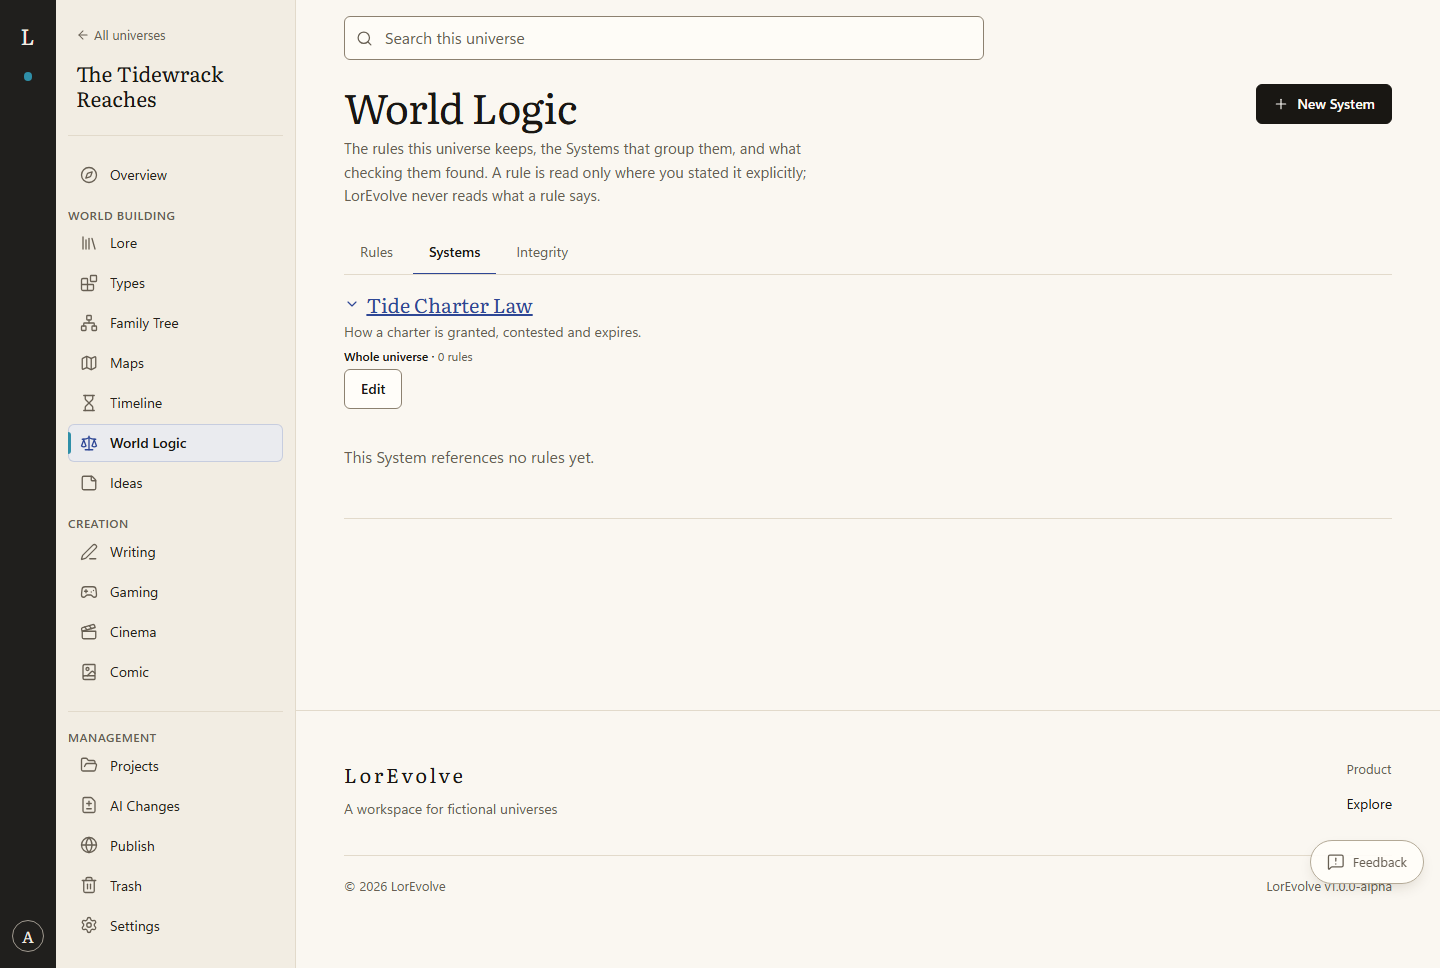 L
All universes
The Tidewrack
Reaches
Overview
WORLD BUILDING
Lore
Types
Family Tree
Maps
Timeline
World Logic
Ideas
CREATION
Writing
Gaming
Cinema
Comic
MANAGEMENT
Projects
AI Changes
Publish
Trash
Settings
A
Search this universe
World Logic
New System
The rules this universe keeps, the Systems that group them, and what
checking them found. A rule is read only where you stated it explicitly;
LorEvolve never reads what a rule says.
Rules
Systems
Integrity
Tide Charter Law
How a charter is granted, contested and expires.
Whole universe · 0 rules
Edit
This System references no rules yet.
LorEvolve
A workspace for fictional universes
Product
Explore
Feedback
© 2026 LorEvolve
LorEvolve v1.0.0-alpha